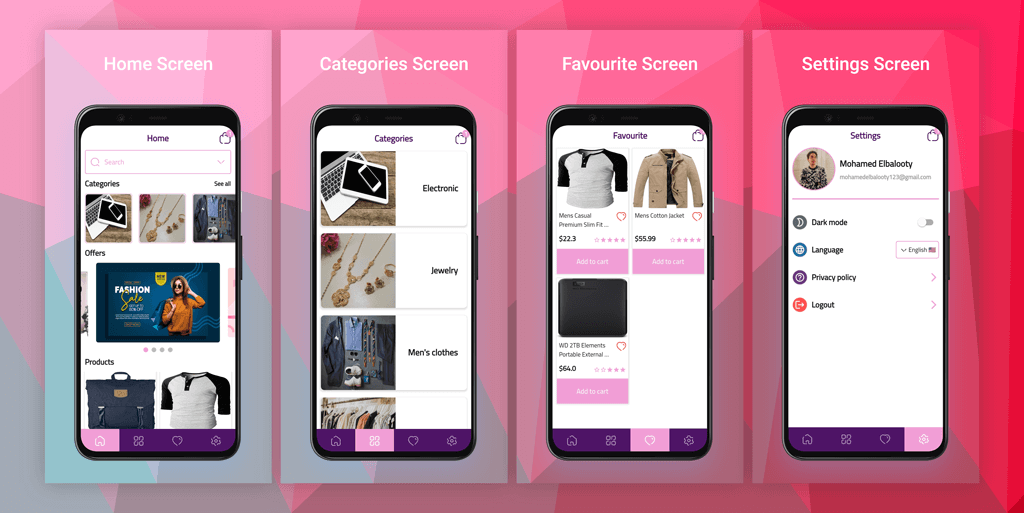 Home Screen
Home
Search
Categories
See all
Offers
FASHION
Sale
Products
Categories Screen
Categories
Electronic
Jewelry
Men's clothes
Favourite Screen
Favourite
Mens Casual
Premium Slim Fit ...
$22.3
Add to cart
Mens Cotton Jacket
$55.99
Add to cart
WD 2TB Elements
Portable External ...
$64.0
Add to cart
Settings Screen
Settings
Mohamed Elbalooty
mohamedelbalooty123@gmail.com
Dark mode
Language
English
Privacy policy
Logout